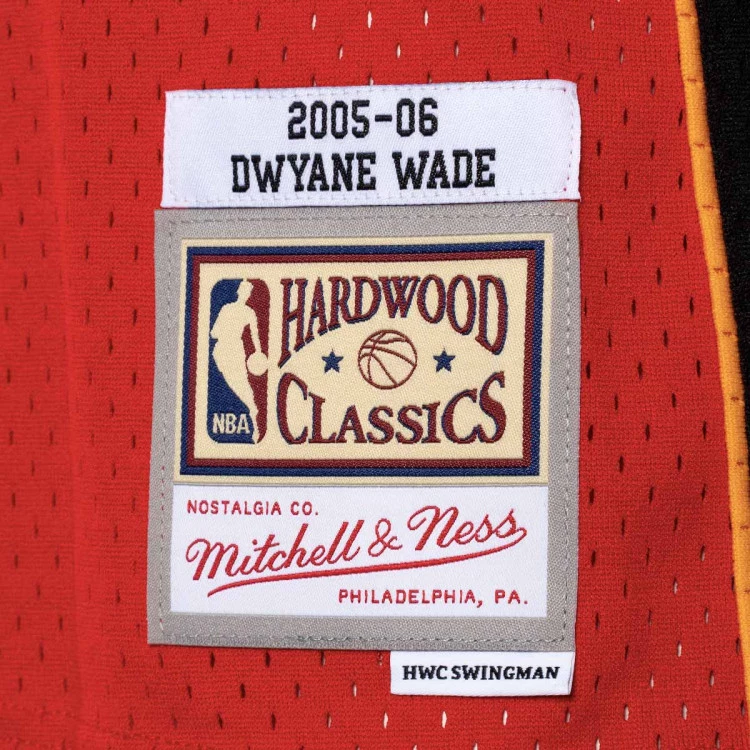 2005-06
DWYANE WADE
HARDWOOD
CLASSICS
NBA
NOSTALGIA CO.
Mitchell & Ness
PHILADELPHIA, PA.
HWC SWINGMAN